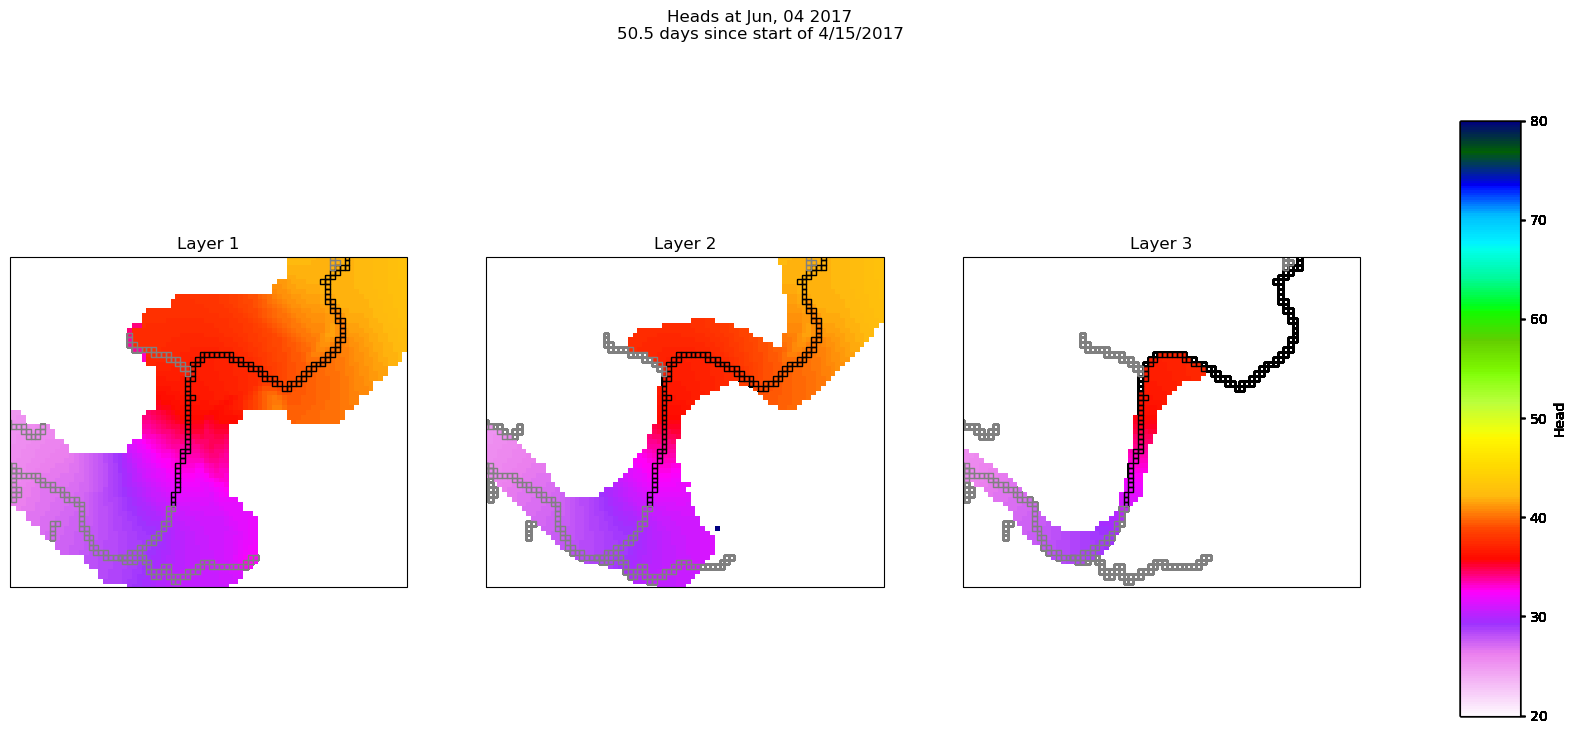 Heads at Jun, 04 2017
50.5 days since start of 4/15/2017
Layer 1
Layer 2
Layer 3
80
70
60
50
40
30
20
Head